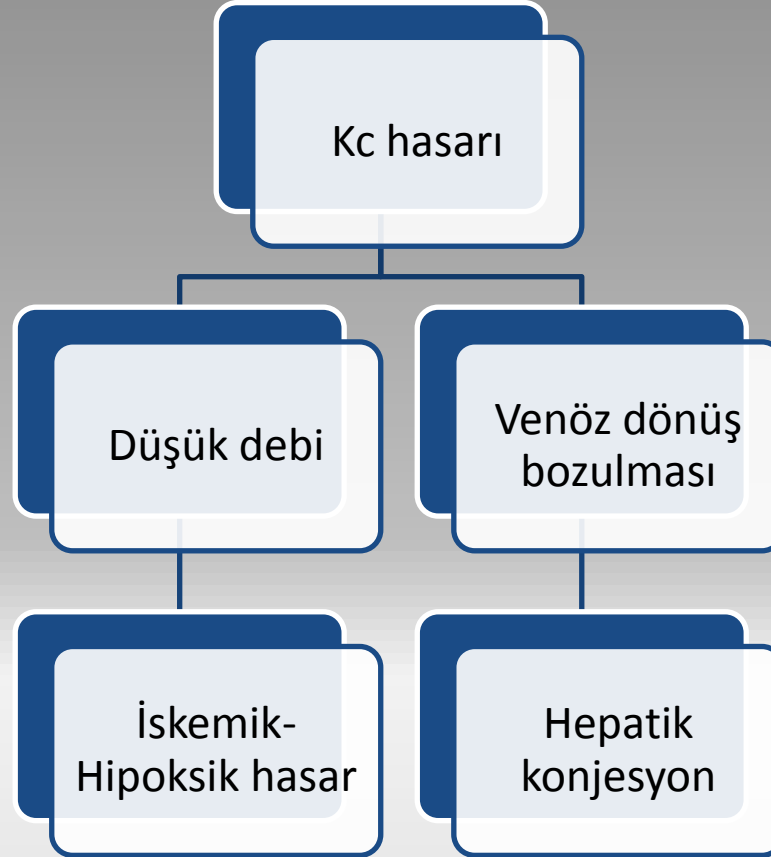 Kc hasarı
Düşük debi
Venöz dönüş
bozulması
İskemik-
Hipoksik hasar
Hepatik
konjesyon